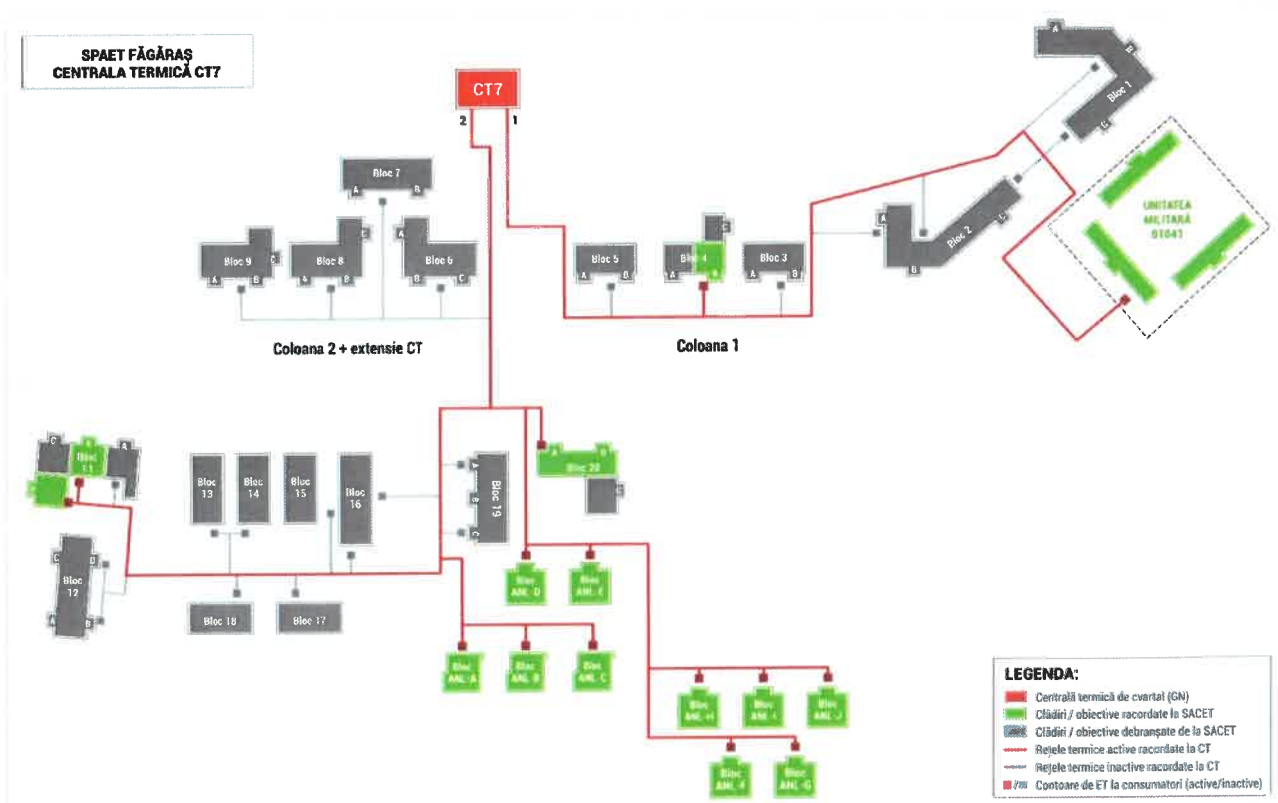 SPAET FĂGĂRAȘ
CENTRALA TERMICĂ CT7
CT7
2
1
A
B
Bloc 1
C
Bloc 7
A
B
Bloc 9
A
B
C
Bloc 8
A
B
C
A
Bloc 6
B
C
Bloc 5
A
B
C
Bloc 4
A
B
Bloc 3
A
B
A
Bloc 2
B
C
UNITATEA
MILITARĂ
01041
Coloana 2 + extensie CT
Coloana 1
C
A
Bloc
11
Bloc
13
Bloc
14
Bloc
15
Bloc
16
A
B
C
Bloc 19
A
B
Bloc 20
C
D
Bloc
12
A
B
Bloc 18
Bloc 17
Bloc
ANL-D
Bloc
ANL-E
Bloc
ANL-A
Bloc
ANL-B
Bloc
ANL-C
Bloc
ANL-H
Bloc
ANL-I
Bloc
ANL-J
Bloc
ANL-F
Bloc
ANL-G
LEGENDA:
Centrală termică de cvartal (GN)
Clădiri / obiective racordate la SACET
Clădiri / obiective debranșate de la SACET
Rețele termice active racordate la CT
Rețele termice inactive racordate la CT
Contoare de ET la consumatori (active/inactive)